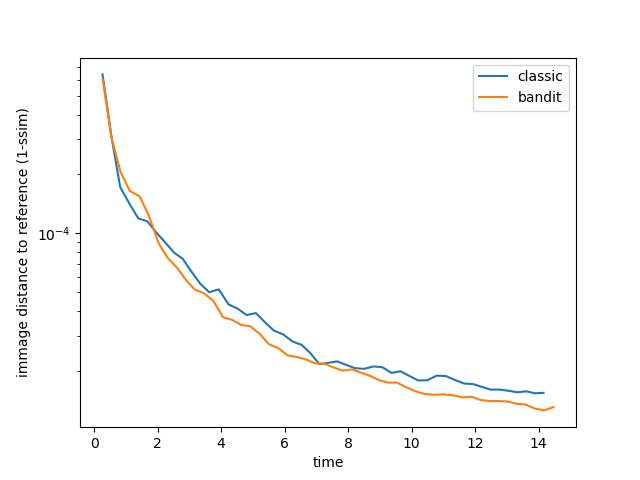 classic
bandit
immage distance to reference (1-ssim)
10⁻⁴
0 2 4 6 8 10 12 14
time